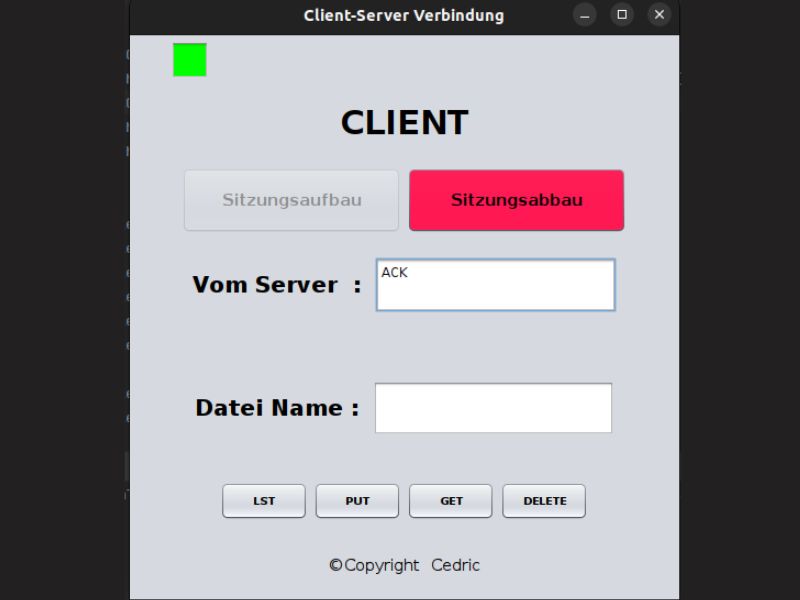 Client-Server Verbindung
CLIENT
Sitzungsaufbau Sitzungsabbau
Vom Server : ACK
Datei Name :
LST PUT GET DELETE
©Copyright Cedric